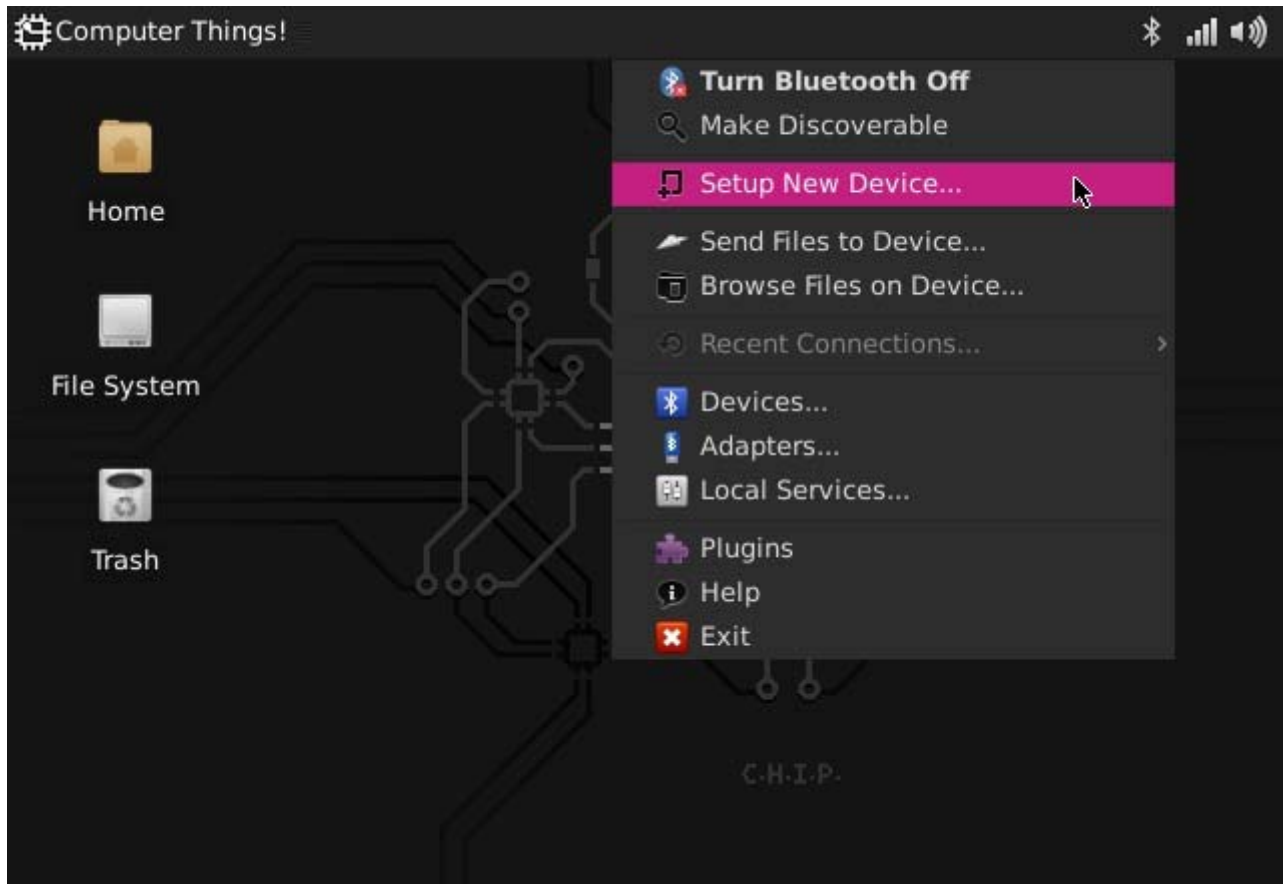 Computer Things!
Home
File System
Trash
Turn Bluetooth Off
Make Discoverable
Setup New Device...
Send Files to Device...
Browse Files on Device...
Recent Connections...
Devices...
Adapters...
Local Services...
Plugins
Help
Exit
C.H.I.P.